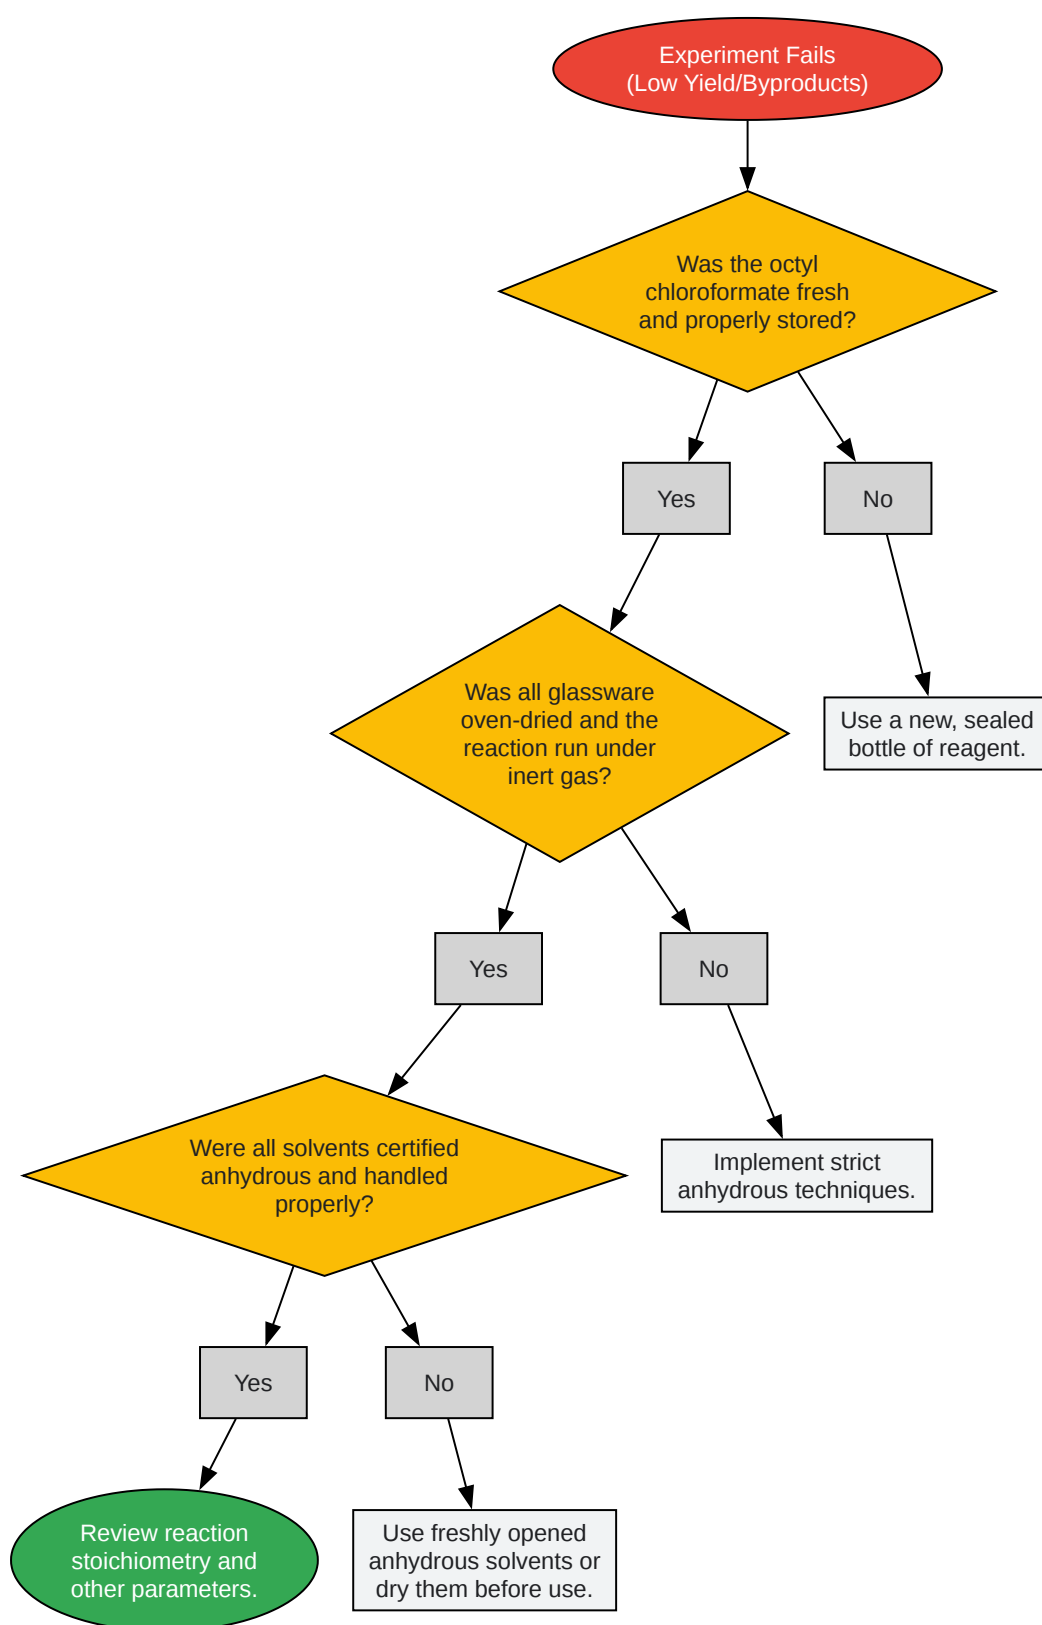 Experiment Fails
(Low Yield/Byproducts)
Was the octyl
chloroformate fresh
and properly stored?
Yes
No
Was all glassware
oven-dried and the
reaction run under
inert gas?
Use a new, sealed
bottle of reagent.
Yes
No
Were all solvents certified
anhydrous and handled
properly?
Implement strict
anhydrous techniques.
Yes
No
Review reaction
stoichiometry and
other parameters.
Use freshly opened
anhydrous solvents or
dry them before use.